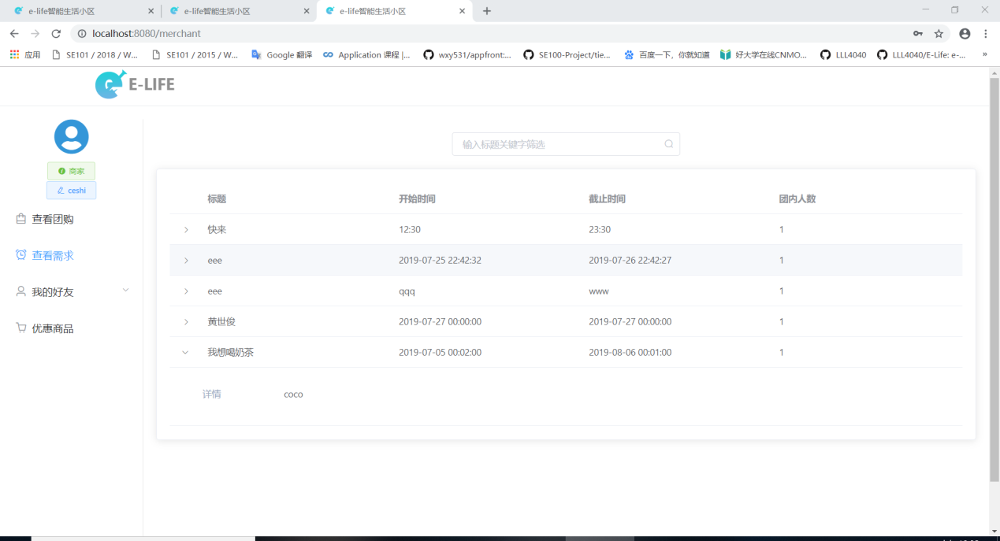 e-life智能生活小区
e-life智能生活小区
e-life智能生活小区
localhost:8080/merchant
应用 SE101 / 2018 / W... SE101 / 2015 / W... Google 翻译 Application 课程 |... wxy531/appfront:... SE100-Project/tie... 百度一下，你就知道 好大学在线CNMO... LLL4040 LLL4040/E-Life: e-... »
E-LIFE
商家
ceshi
查看团购
查看需求
我的好友
优惠商品
输入标题关键字筛选
标题 开始时间 截止时间 团内人数
快来 12:30 23:30 1
eee 2019-07-25 22:42:32 2019-07-26 22:42:27 1
eee qqq www 1
黄世俊 2019-07-27 00:00:00 2019-07-27 00:00:00 1
我想喝奶茶 2019-07-05 00:02:00 2019-08-06 00:01:00 1
详情 coco